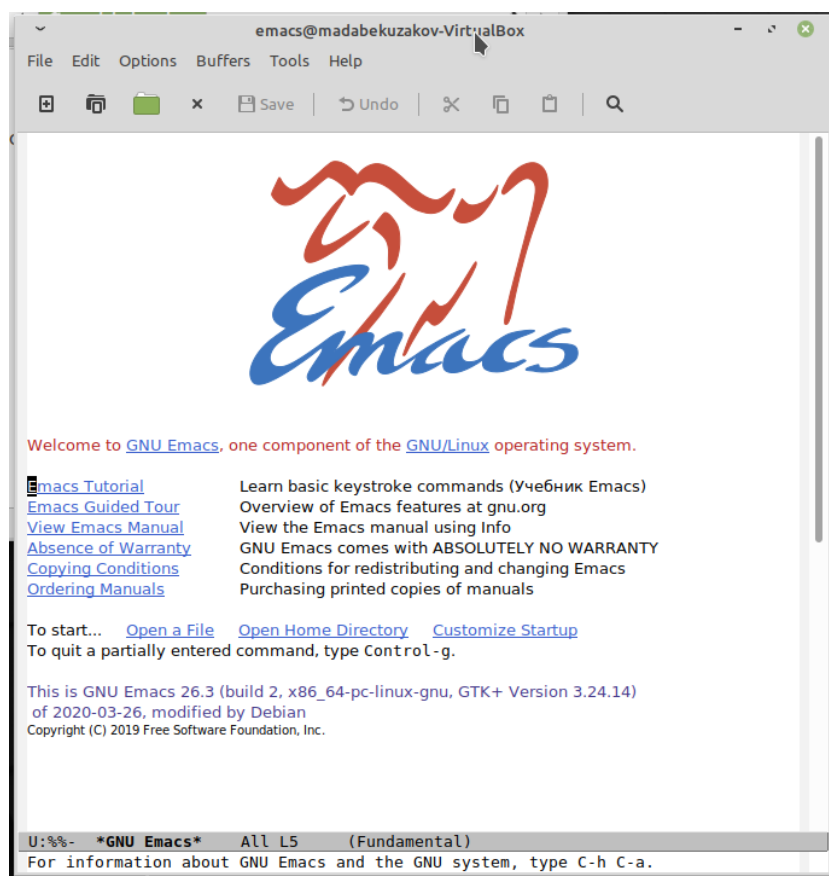 emacs@madabekuzakov-VirtualBox
File Edit Options Buffers Tools Help
Save Undo
Emacs
Welcome to GNU Emacs, one component of the GNU/Linux operating system.
Emacs Tutorial Learn basic keystroke commands (Учебник Emacs)
Emacs Guided Tour Overview of Emacs features at gnu.org
View Emacs Manual View the Emacs manual using Info
Absence of Warranty GNU Emacs comes with ABSOLUTELY NO WARRANTY
Copying Conditions Conditions for redistributing and changing Emacs
Ordering Manuals Purchasing printed copies of manuals
To start... Open a File Open Home Directory Customize Startup
To quit a partially entered command, type Control-g.
This is GNU Emacs 26.3 (build 2, x86_64-pc-linux-gnu, GTK+ Version 3.24.14)
of 2020-03-26, modified by Debian
Copyright (C) 2019 Free Software Foundation, Inc.
U:%%- *GNU Emacs* All L5 (Fundamental)
For information about GNU Emacs and the GNU system, type C-h C-a.